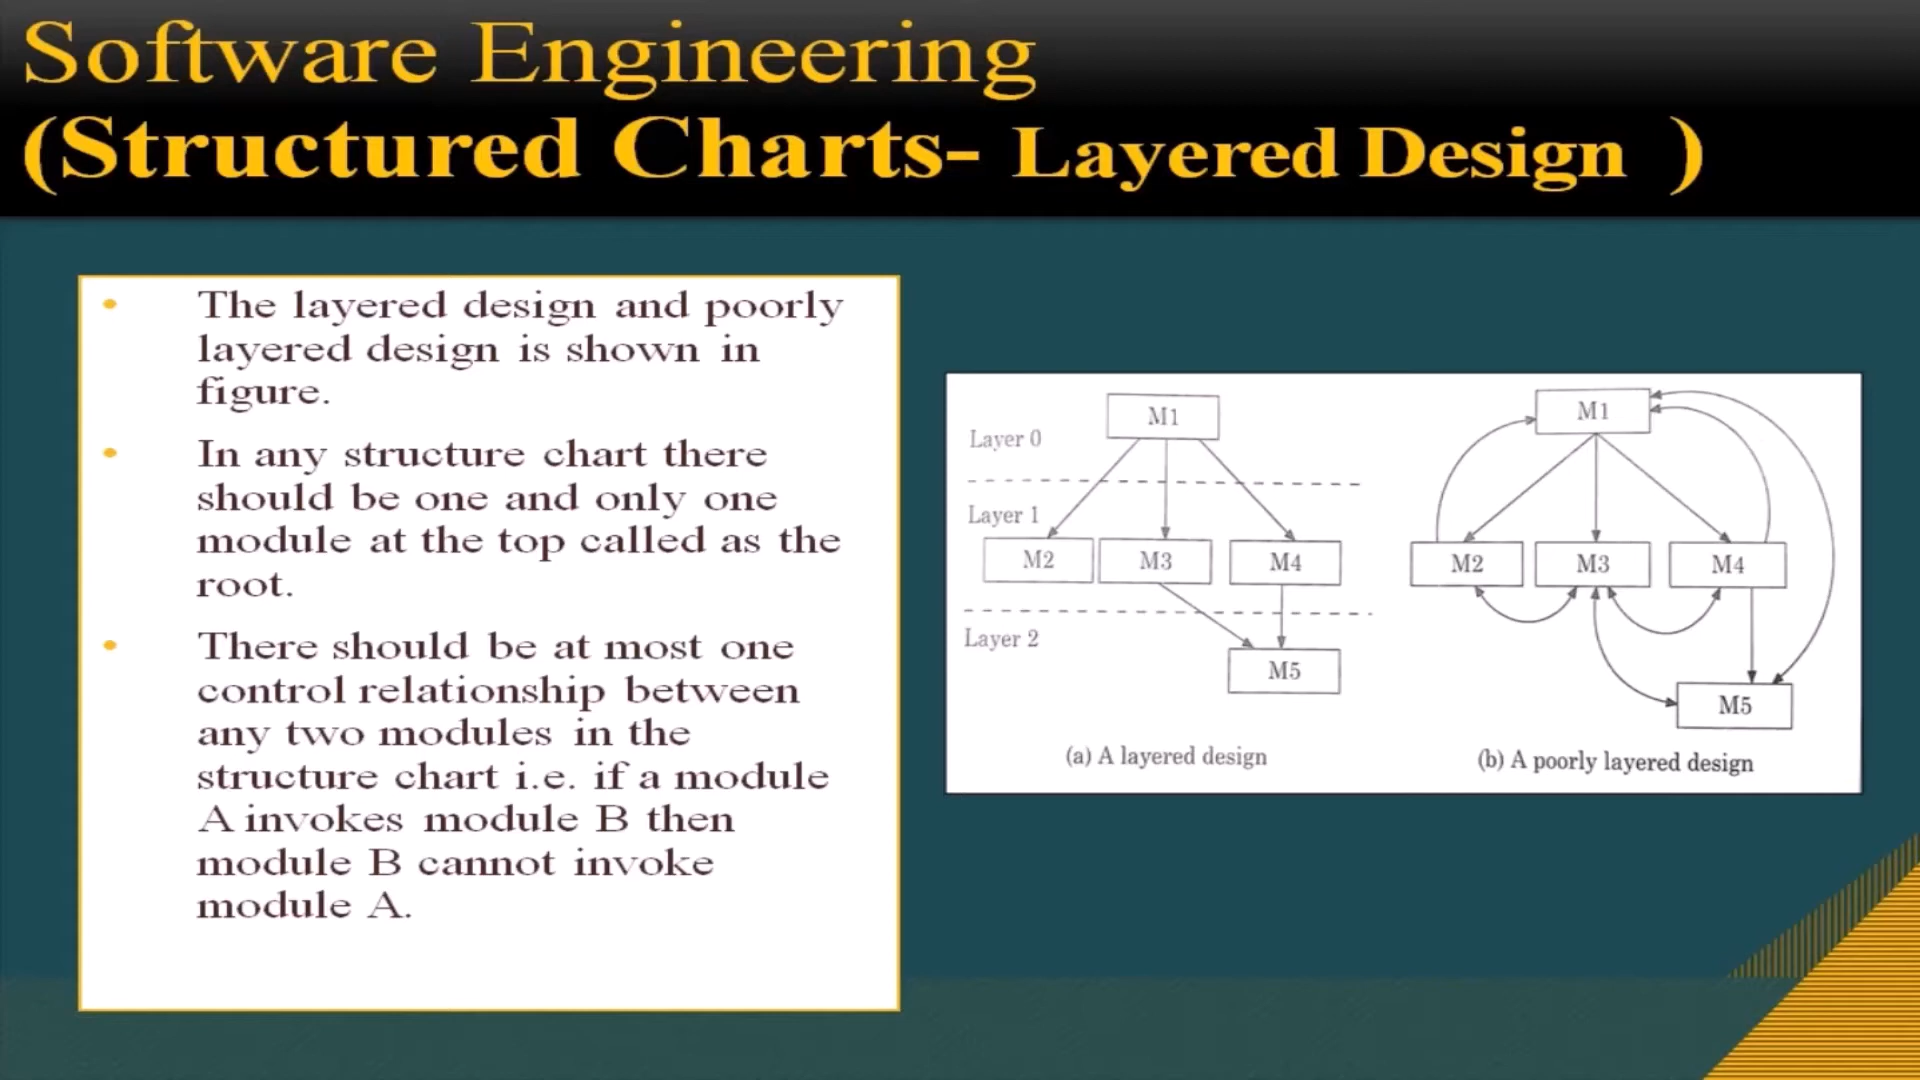 Software Engineering
(Structured Charts- Layered Design )
• The layered design and poorly
layered design is shown in
figure.
• In any structure chart there
should be one and only one
module at the top called as the
root.
• There should be at most one
control relationship between
any two modules in the
structure chart i.e. if a module
A invokes module B then
module B cannot invoke
module A.
Layer 0
M1
Layer 1
M2
M3
M4
Layer 2
M5
(a) A layered design
M1
M2
M3
M4
M5
(b) A poorly layered design